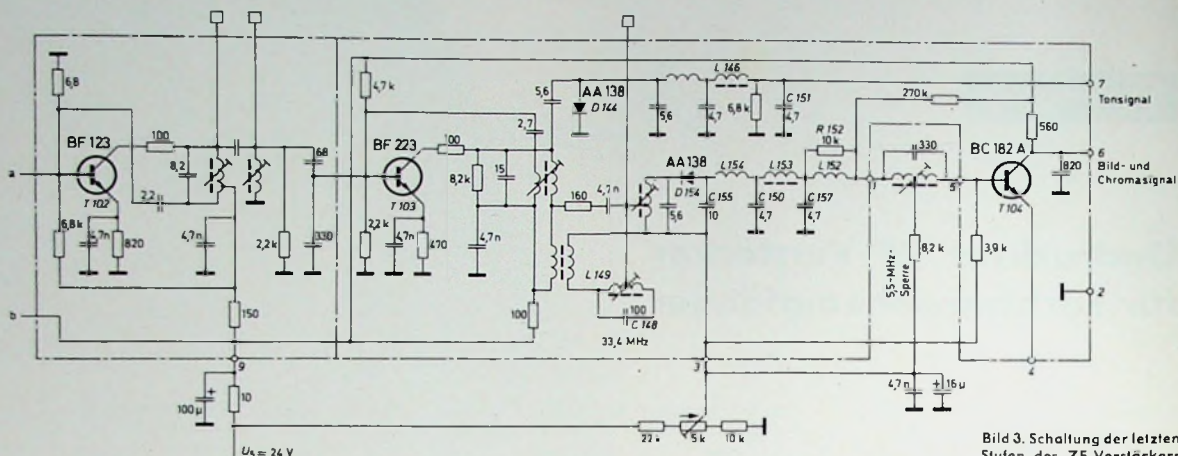 6,8
BF 123
100
8,2
a
T 102
2,2
6,8k
4,7n
820
4,7n
2,2k
68
330
150
b
9
100 µ
+
10
U₅ = 24 V
4,7k
BF 223
T 103
2,2k
4,7n
470
100
8,2k
15
4,7n
2,7
5,6
AA 138
D 144
160
4,7n
L 149
100
100
C 148
33,4 MHz
5,6
4,7
L 146
6,8k
C 151
4,7
270k
R 152
10k
AA 138
D 154
L 154
L 153
L 152
5,6
C 155
10
C 150
4,7
C 157
4,7
1
330
5
8,2k
5,5-MHz-
Sperre
3
4,7n
+
16µ
5k
10k
560
BC 182 A
T 104
3,9k
820
7
Tonsignal
6
Bild- und
Chromasignal
2
4
Bild 3. Schaltung der letzten
Stufen des ZF-Verstärkers